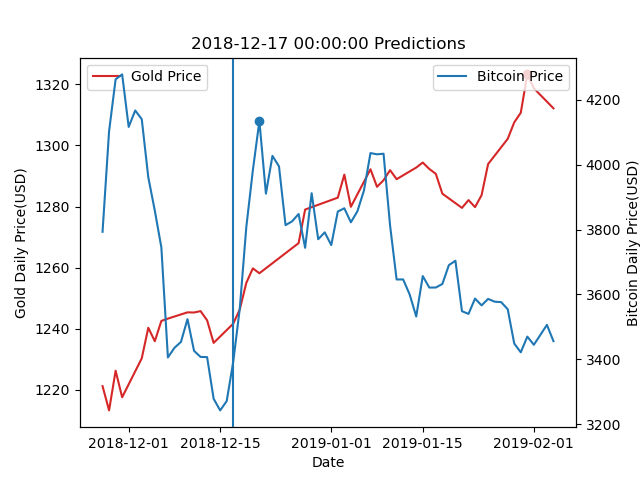 2018-12-17 00:00:00 Predictions
Gold Price
Bitcoin Price
1320
1300
1280
1260
1240
1220
Gold Daily Price(USD)
4200
4000
3800
3600
3400
3200
Bitcoin Daily Price(USD)
2018-12-01
2018-12-15
2019-01-01
2019-01-15
2019-02-01
Date